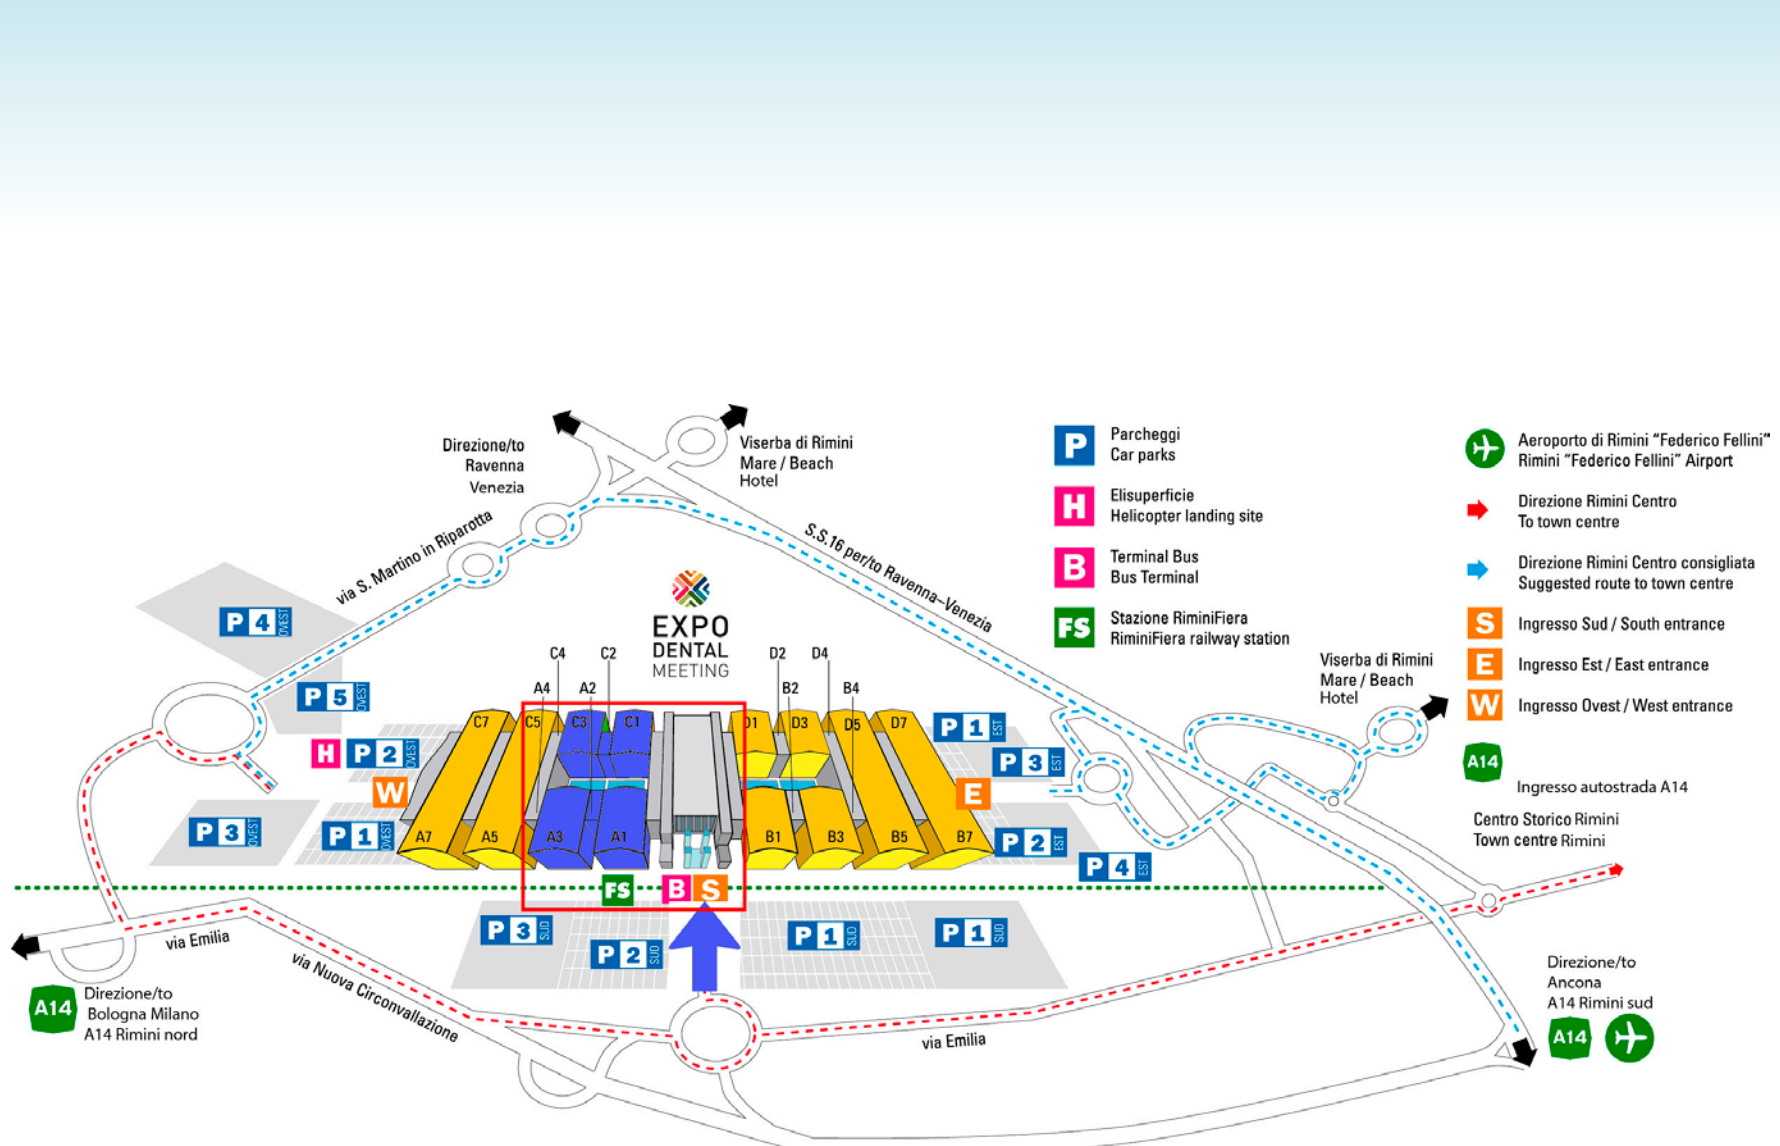 Direzione/to
Ravenna
Venezia
Viserba di Rimini
Mare / Beach
Hotel
via S. Martino in Riparotta
S.S.16 per/to Ravenna–Venezia
EXPO
DENTAL
MEETING
P
Parcheggi
Car parks
H
Elisuperficie
Helicopter landing site
B
Terminal Bus
Bus Terminal
FS
Stazione RiminiFiera
RiminiFiera railway station
Aeroporto di Rimini “Federico Fellini”
Rimini “Federico Fellini” Airport
Direzione Rimini Centro
To town centre
Direzione Rimini Centro consigliata
Suggested route to town centre
S
Ingresso Sud / South entrance
E
Ingresso Est / East entrance
W
Ingresso Ovest / West entrance
A14
Ingresso autostrada A14
Centro Storico Rimini
Town centre Rimini
Viserba di Rimini
Mare / Beach
Hotel
P 4 OVEST
P 5 OVEST
H P 2 OVEST
W
P 3 OVEST
P 1 OVEST
C4 C2 D2 D4
A4 A2 B2 B4
C7 C5 C3 C1 D1 D3 D5 D7
A7 A5 A3 A1 B1 B3 B5 B7
P 1 EST
P 3 EST
E
P 2 EST
P 4 EST
FS B S
P 3 SUD
P 2 SUD
P 1 SUD
P 1 SUD
via Emilia
via Nuova Circonvallazione
via Emilia
A14
Direzione/to
Bologna Milano
A14 Rimini nord
Direzione/to
Ancona
A14 Rimini sud
A14